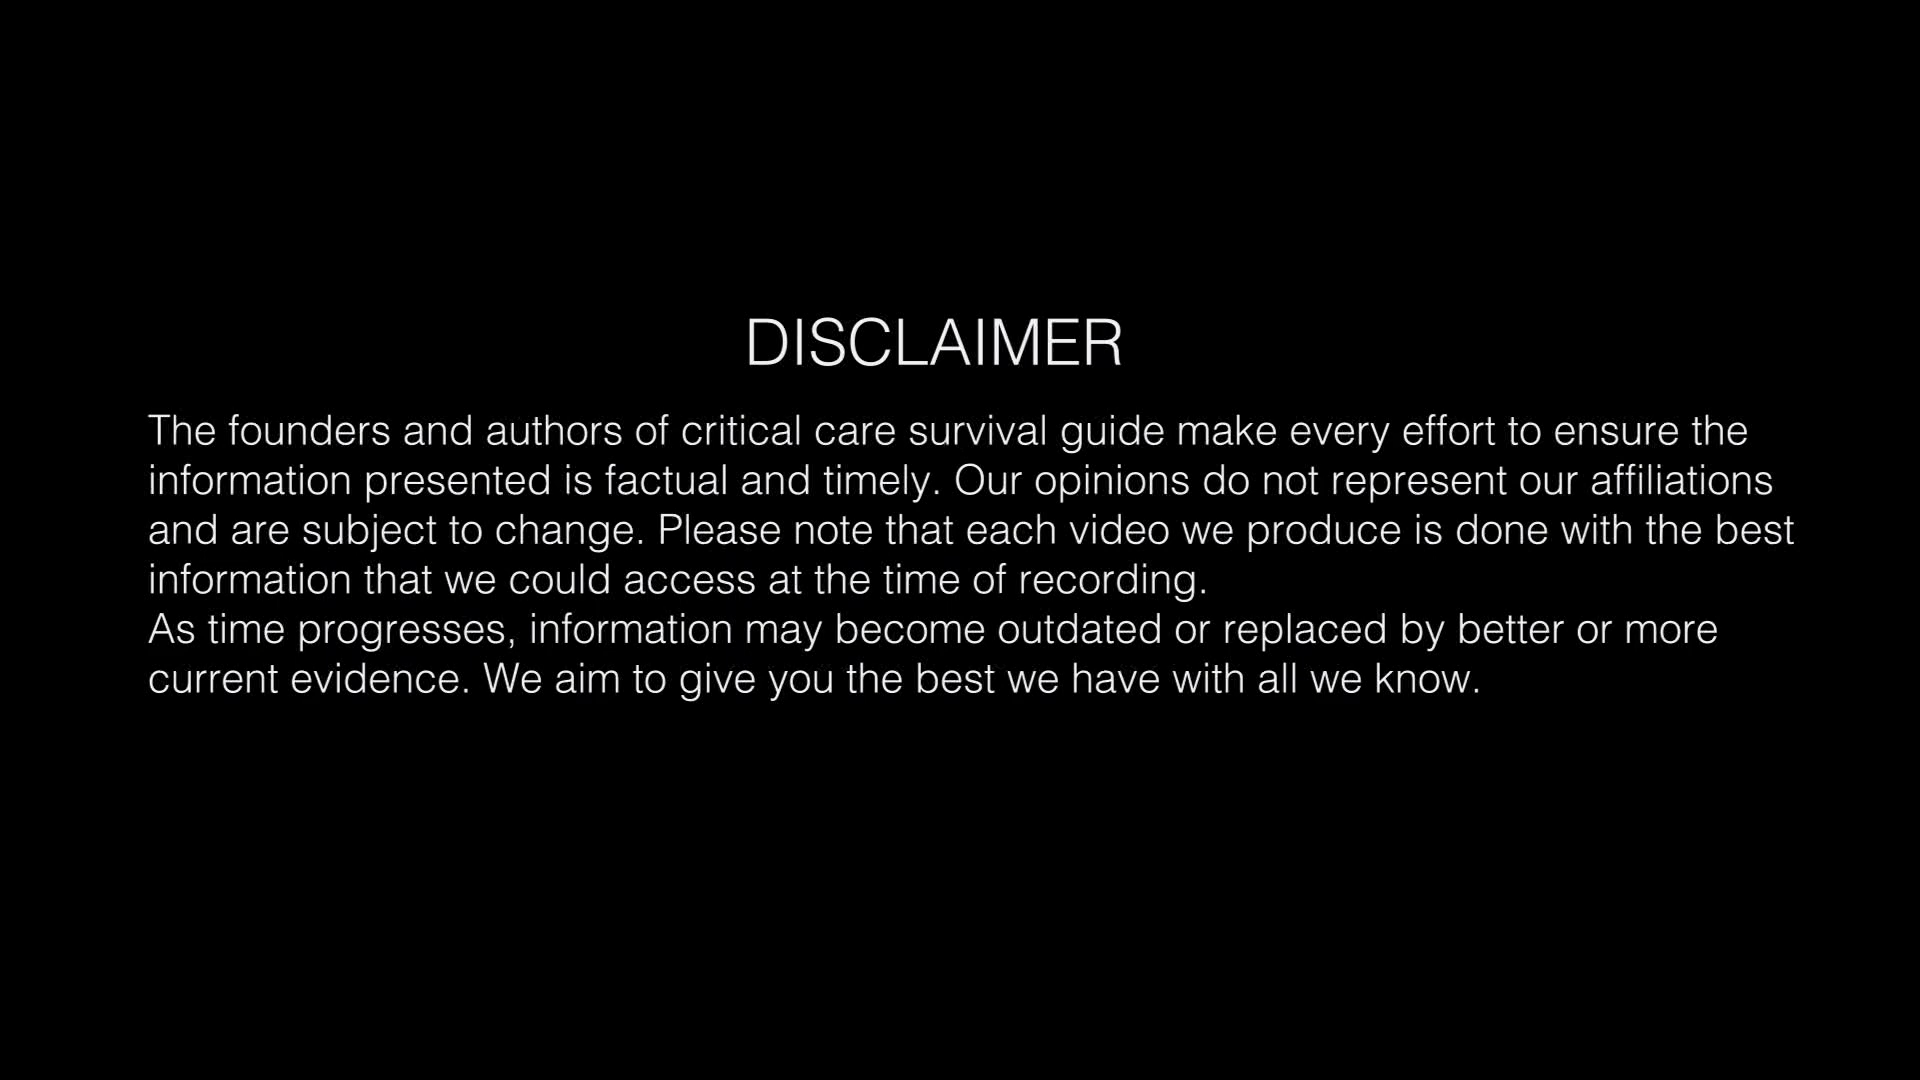 DISCLAIMER
The founders and authors of critical care survival guide make every effort to ensure the
information presented is factual and timely. Our opinions do not represent our affiliations
and are subject to change. Please note that each video we produce is done with the best
information that we could access at the time of recording.
As time progresses, information may become outdated or replaced by better or more
current evidence. We aim to give you the best we have with all we know.